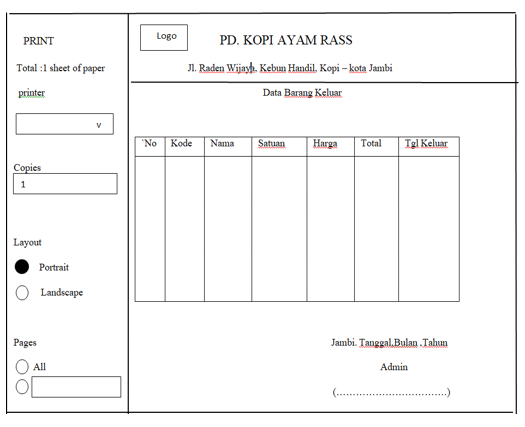 PRINT
Total :1 sheet of paper
printer
v
Copies
1
Layout
Portrait
Landscape
Pages
All
Logo
PD. KOPI AYAM RASS
Jl. Raden Wijaya, Kebun Handil, Kopi – kota Jambi
Data Barang Keluar
`No Kode Nama Satuan Harga Total Tgl Keluar
Jambi. Tanggal,Bulan ,Tahun
Admin
(……………………………)